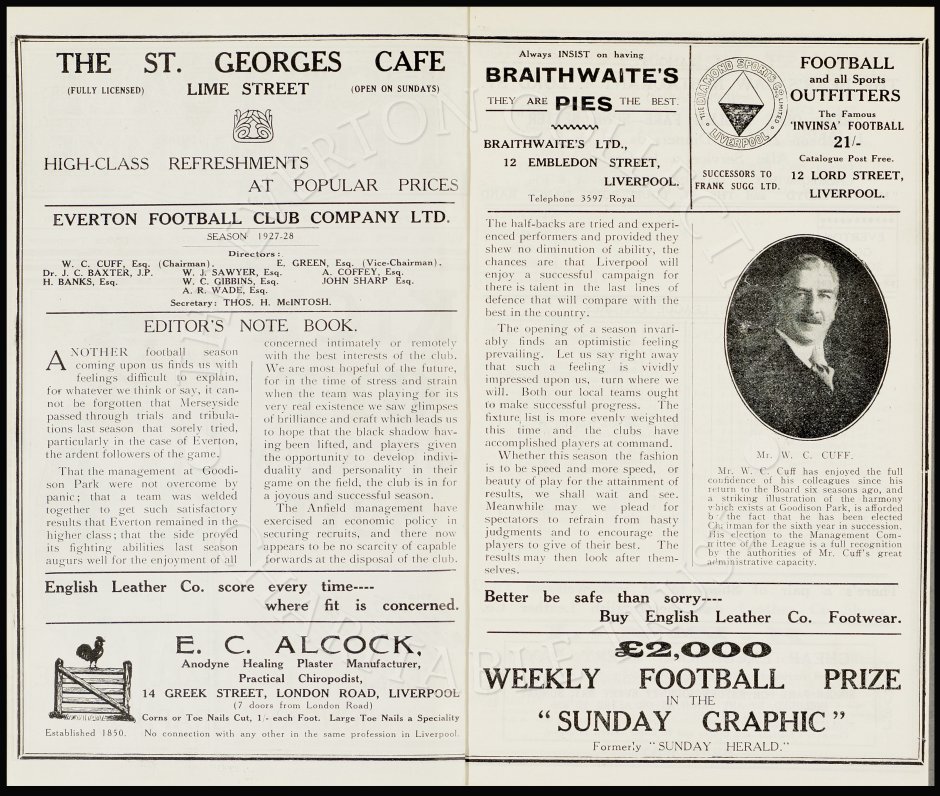 THE ST. GEORGES CAFE
(FULLY LICENSED) LIME STREET (OPEN ON SUNDAYS)
HIGH-CLASS REFRESHMENTS
AT POPULAR PRICES
EVERTON FOOTBALL CLUB COMPANY LTD.
SEASON 1927-28
Directors:
W. C. CUFF, Esq. (Chairman). E. GREEN, Esq. (Vice-Chairman).
Dr. J. C. BAXTER, J.P. W. J. SAWYER, Esq. A. COFFEY, Esq.
H. BANKS, Esq. W. C. GIBBINS, Esq. JOHN SHARP Esq.
A. R. WADE, Esq.
Secretary: THOS. H. McINTOSH.
EDITOR'S NOTE BOOK.
ANOTHER football season
coming upon us finds us with
feelings difficult to explain,
for whatever we think or say, it can-
not be forgotten that Merseyside
passed through trials and tribula-
tions last season that sorely tried,
particularly in the case of Everton,
the ardent followers of the game.
That the management at Goodi-
son Park were not overcome by
panic; that a team was welded
together to get such satisfactory
results that Everton remained in the
higher class; that the side proved
its fighting abilities last season
augurs well for the enjoyment of all
concerned intimately or remotely
with the best interests of the club.
We are most hopeful of the future,
for in the time of stress and strain
when the team was playing for its
very real existence we saw glimpses
of brilliance and craft which leads us
to hope that the black shadow hav-
ing been lifted, and players given
the opportunity to develop indivi-
duality and personality in their
game on the field, the club is in for
a joyous and successful season.
The Anfield management have
exercised an economic policy in
securing recruits, and there now
appears to be no scarcity of capable
forwards at the disposal of the club.
English Leather Co. score every time----
where fit is concerned.
E. C. ALCOCK,
Anodyne Healing Plaster Manufacturer,
Practical Chiropodist,
14 GREEK STREET, LONDON ROAD, LIVERPOOL
(7 doors from London Road)
Corns or Toe Nails Cut, 1/- each Foot. Large Toe Nails a Speciality
Established 1850. No connection with any other in the same profession in Liverpool.
Always INSIST on having
BRAITHWAITE'S
THEY ARE PIES THE BEST.
BRAITHWAITE'S LTD.,
12 EMBLEDON STREET,
LIVERPOOL.
Telephone 3597 Royal
THE DIAMOND SPORTS CO. LIMITED
LIVERPOOL
SUCCESSORS TO
FRANK SUGG LTD.
FOOTBALL
and all Sports
OUTFITTERS
The Famous
'INVINSA' FOOTBALL
21/-
Catalogue Post Free.
12 LORD STREET,
LIVERPOOL.
The half-backs are tried and experi-
enced performers and provided they
shew no diminution of ability, the
chances are that Liverpool will
enjoy a successful campaign for
there is talent in the last lines of
defence that will compare with the
best in the country.
The opening of a season invari-
ably finds an optimistic feeling
prevailing. Let us say right away
that such a feeling is vividly
impressed upon us, turn where we
will. Both our local teams ought
to make successful progress. The
fixture list is more evenly weighted
this time and the clubs have
accomplished players at command.
Whether this season the fashion
is to be speed and more speed, or
beauty of play for the attainment of
results, we shall wait and see.
Meanwhile may we plead for
spectators to refrain from hasty
judgments and to encourage the
players to give of their best. The
results may then look after them-
selves.
Mr. W. C. CUFF.
Mr. W. C. Cuff has enjoyed the full
confidence of his colleagues since his
return to the Board six seasons ago, and
a striking illustration of the harmony
which exists at Goodison Park, is afforded
by the fact that he has been elected
Chairman for the sixth year in succession.
His election to the Management Com-
mittee of the League is a full recognition
by the authorities of Mr. Cuff's great
administrative capacity.
Better be safe than sorry----
Buy English Leather Co. Footwear.
£2,000
WEEKLY FOOTBALL PRIZE
IN THE
"SUNDAY GRAPHIC"
Formerly "SUNDAY HERALD."